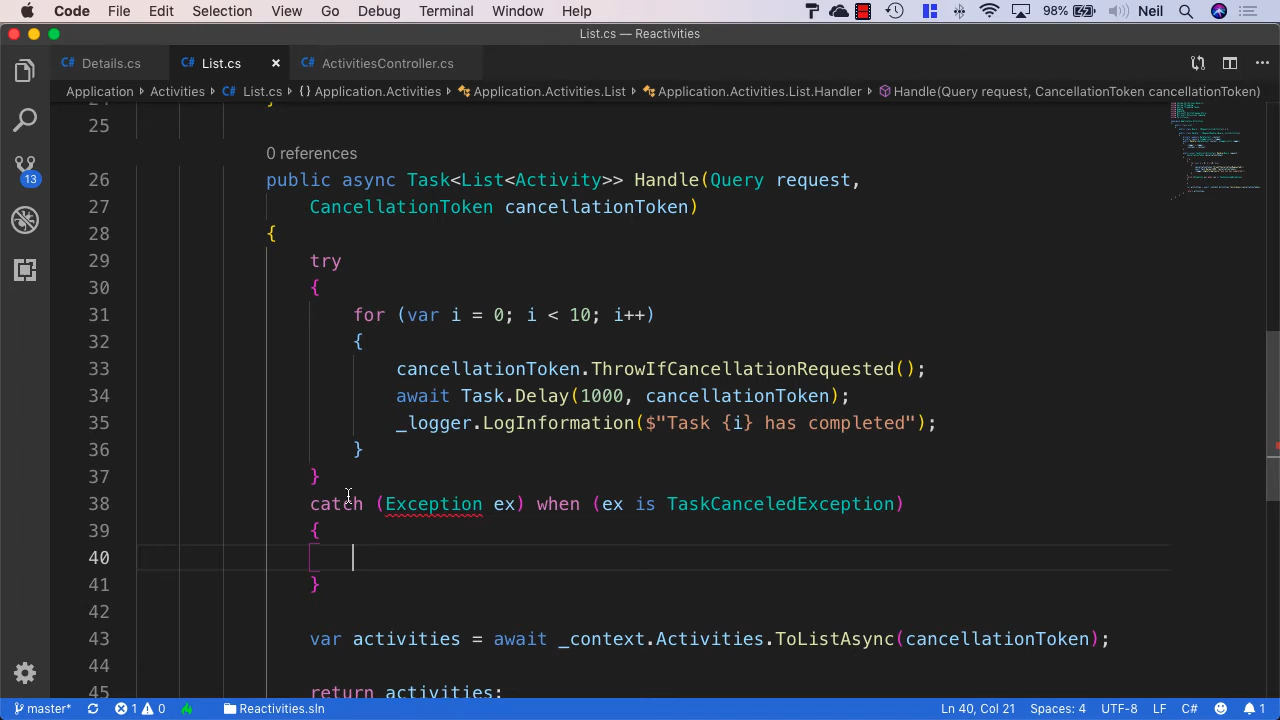 Code File Edit Selection View Go Debug Terminal Window Help 98% Neil
List.cs — Reactivities
C# Details.cs C# List.cs × C# ActivitiesController.cs
Application > Activities > C# List.cs > {} Application.Activities > Application.Activities.List > Application.Activities.List.Handler > Handle(Query request, CancellationToken cancellationToken)
24 }
25
0 references
26 public async Task<List<Activity>> Handle(Query request,
27 CancellationToken cancellationToken)
28 {
29 try
30 {
31 for (var i = 0; i < 10; i++)
32 {
33 cancellationToken.ThrowIfCancellationRequested();
34 await Task.Delay(1000, cancellationToken);
35 _logger.LogInformation($"Task {i} has completed");
36 }
37 }
38 catch (Exception ex) when (ex is TaskCanceledException)
39 {
40
41 }
42
43 var activities = await _context.Activities.ToListAsync(cancellationToken);
44
45 return activities;
13
master* 1 0 Reactivities.sln Ln 40, Col 21 Spaces: 4 UTF-8 LF C# 1